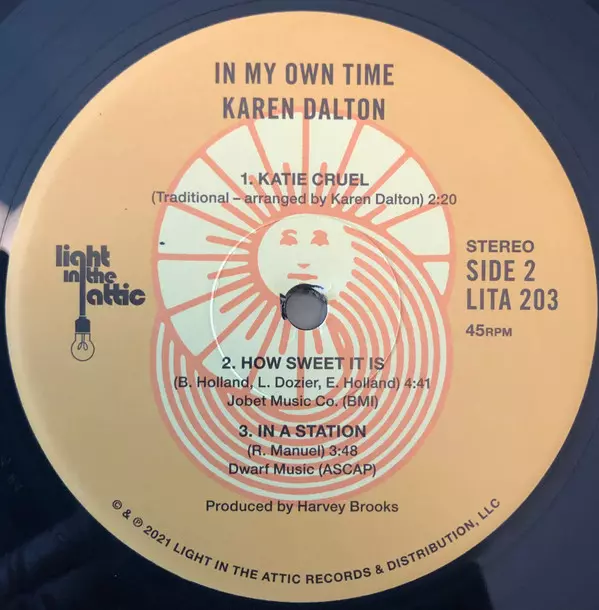 IN MY OWN TIME
KAREN DALTON
1. KATIE CRUEL
(Traditional – arranged by Karen Dalton) 2:20
light
in the
attic
STEREO
SIDE 2
LITA 203
45RPM
2. HOW SWEET IT IS
(B. Holland, L. Dozier, E. Holland) 4:41
Jobet Music Co. (BMI)
3. IN A STATION
(R. Manuel) 3:48
Dwarf Music (ASCAP)
Produced by Harvey Brooks
© & ℗ 2021 LIGHT IN THE ATTIC RECORDS & DISTRIBUTION, LLC